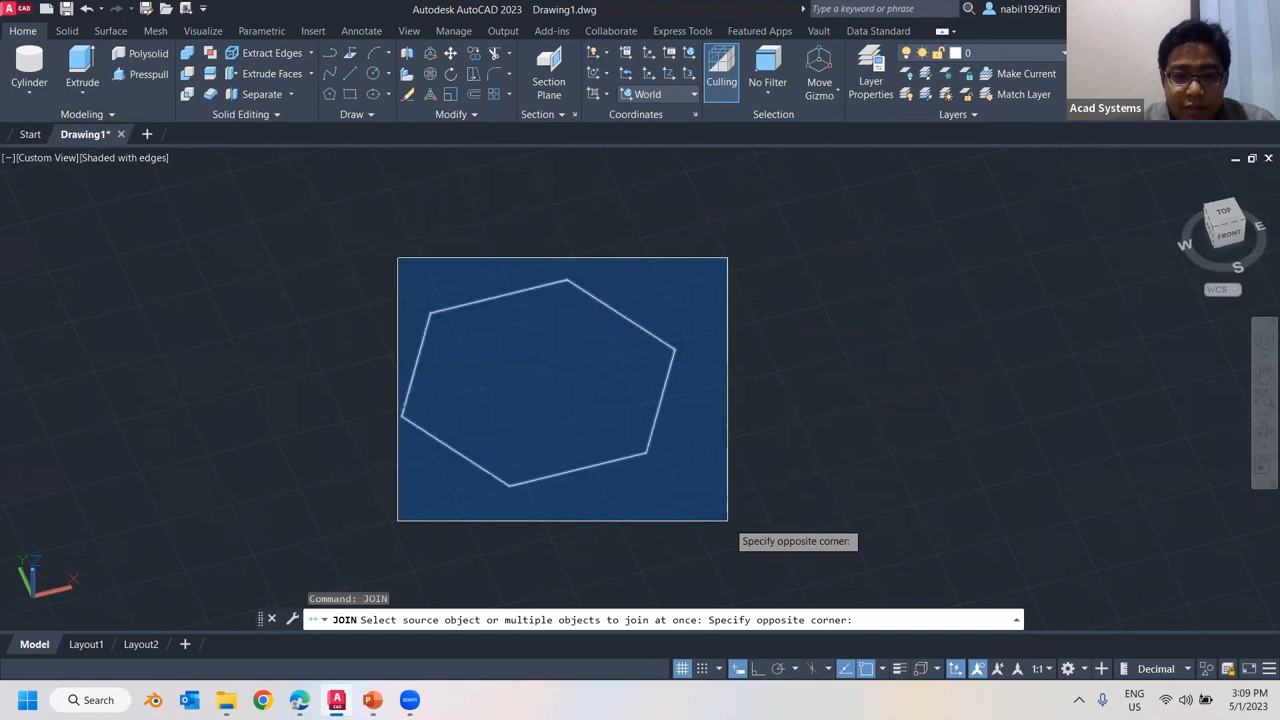 CAD
Autodesk AutoCAD 2023 Drawing1.dwg
Type a keyword or phrase
nabil1992fikri
Home Solid Surface Mesh Visualize Parametric Insert Annotate View Manage Output Add-ins Collaborate Express Tools Featured Apps Vault Data Standard
Cylinder
Extrude
Polysolid
Presspull
Modeling
Extract Edges
Extrude Faces
Separate
Solid Editing
Draw
Modify
Section
Plane
Section
World
Coordinates
Culling
No Filter
Move
Gizmo
Selection
Layer
Properties
0
Make Current
Match Layer
Layers
Acad Systems
Start
Drawing1*
[−][Custom View][Shaded with edges]
TOP
FRONT
W
E
S
WCS
Specify opposite corner:
Y
Z
X
Command: JOIN
JOIN Select source object or multiple objects to join at once: Specify opposite corner:
Model Layout1 Layout2
1:1
Decimal
Search
ENG
US
3:09 PM
5/1/2023
zoom